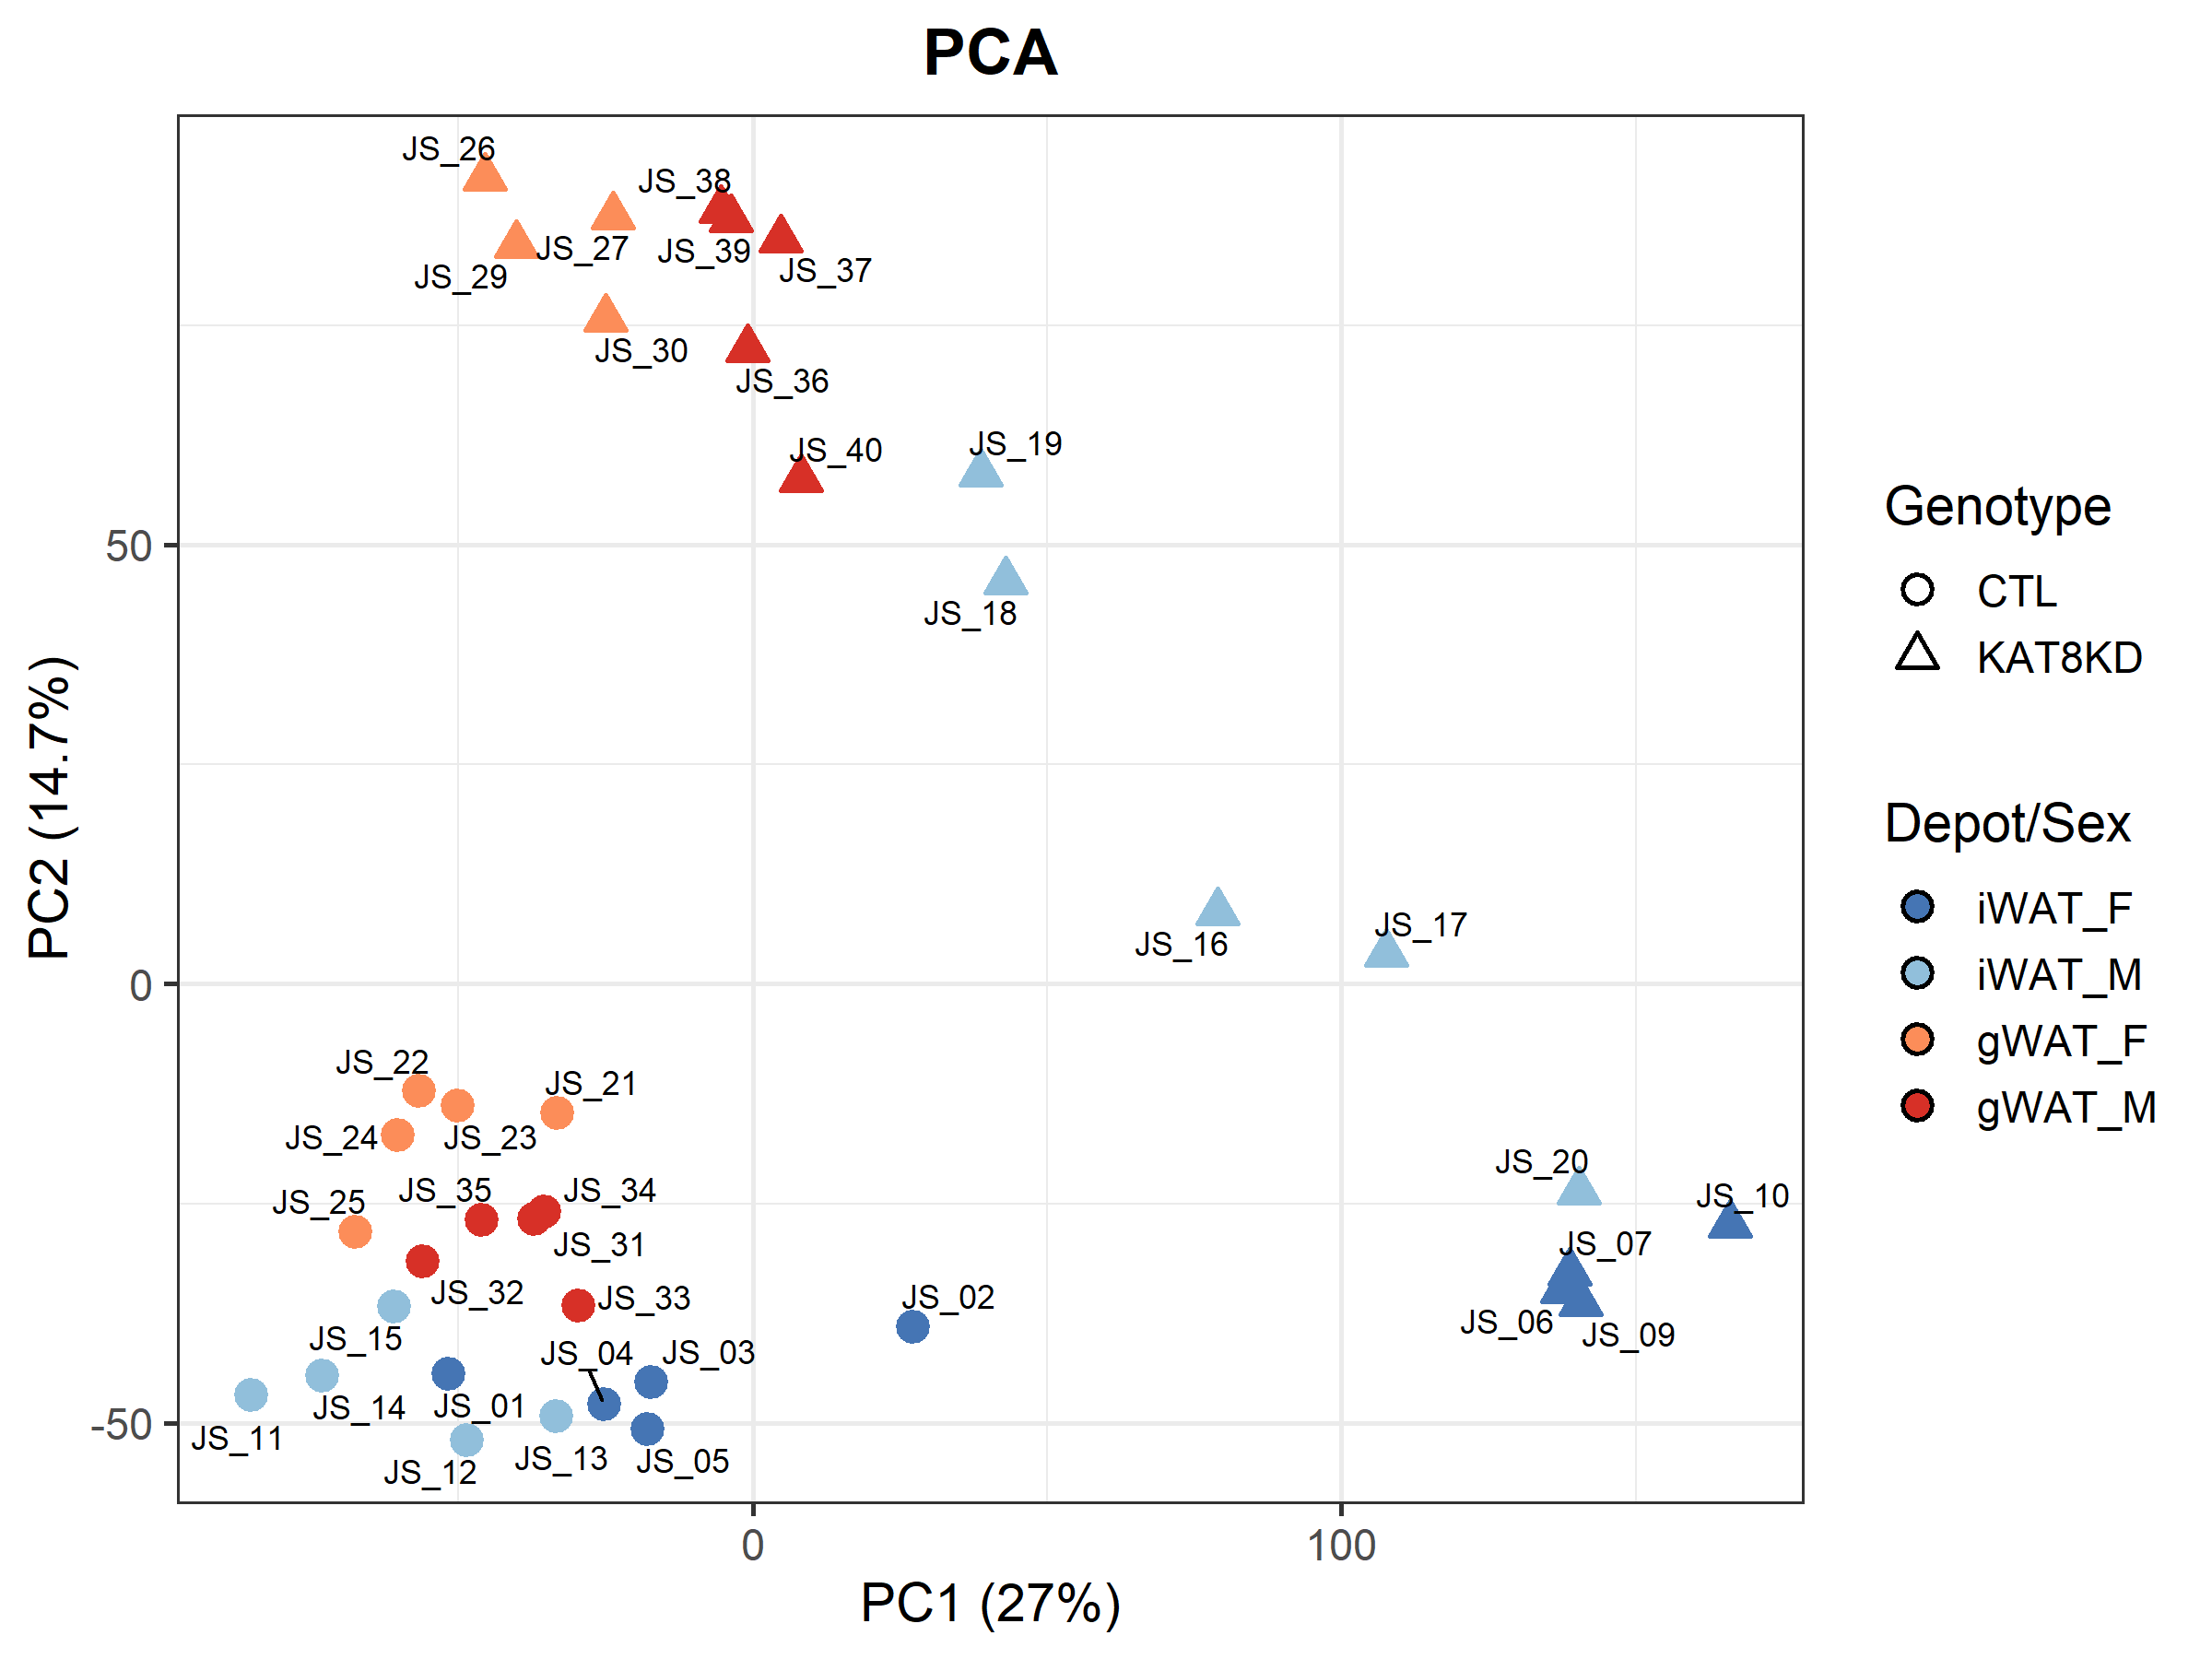 PCA
JS_26
JS_38
JS_27
JS_39
JS_29
JS_37
JS_30
JS_36
JS_40
JS_19
JS_18
JS_16
JS_17
JS_22
JS_21
JS_24
JS_23
JS_20
JS_35
JS_34
JS_25
JS_10
JS_31
JS_07
JS_32
JS_33
JS_02
JS_06
JS_09
JS_15
JS_04
JS_03
JS_14
JS_01
JS_11
JS_12
JS_13
JS_05
50
0
-50
0
100
PC1 (27%)
PC2 (14.7%)
Genotype
CTL
KAT8KD
Depot/Sex
iWAT_F
iWAT_M
gWAT_F
gWAT_M